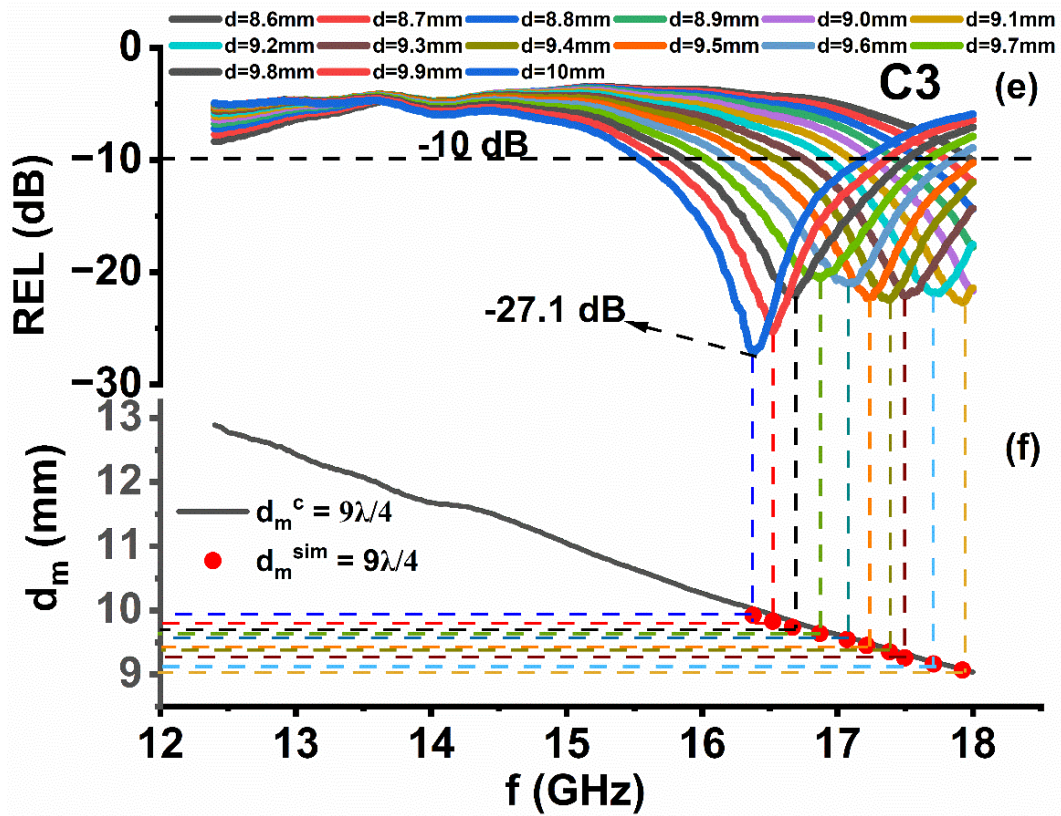 d=8.6mm d=8.7mm d=8.8mm d=8.9mm d=9.0mm d=9.1mm
d=9.2mm d=9.3mm d=9.4mm d=9.5mm d=9.6mm d=9.7mm
d=9.8mm d=9.9mm d=10mm
C3 (e)
REL (dB)
0
−10
−20
−30
-10 dB
-27.1 dB
(f)
dₘ (mm)
13
12
11
10
9
dₘᶜ = 9λ/4
dₘˢⁱᵐ = 9λ/4
12 13 14 15 16 17 18
f (GHz)